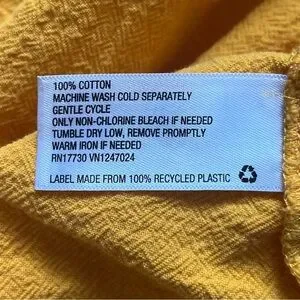 100% COTTON
MACHINE WASH COLD SEPARATELY
GENTLE CYCLE
ONLY NON-CHLORINE BLEACH IF NEEDED
TUMBLE DRY LOW, REMOVE PROMPTLY
WARM IRON IF NEEDED
RN17730 VN1247024
LABEL MADE FROM 100% RECYCLED PLASTIC